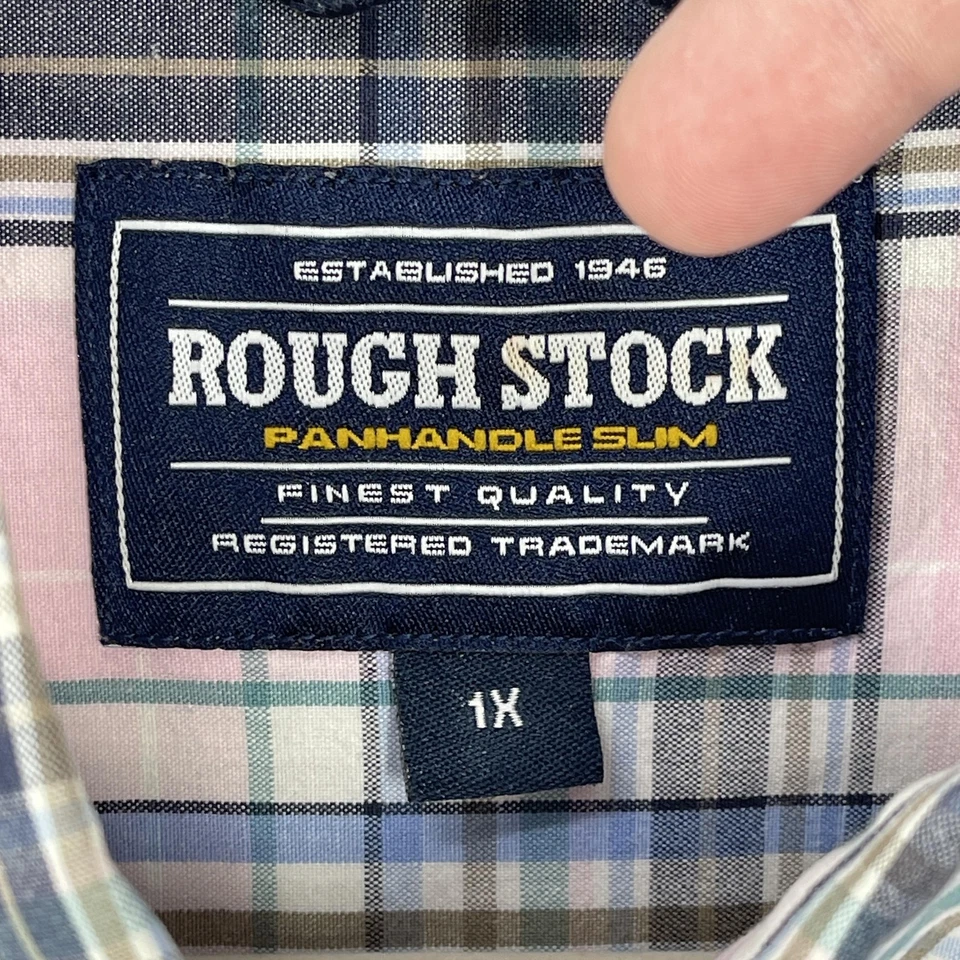 ESTABLISHED 1946
ROUGH STOCK
PANHANDLE SLIM
FINEST QUALITY
REGISTERED TRADEMARK
1X